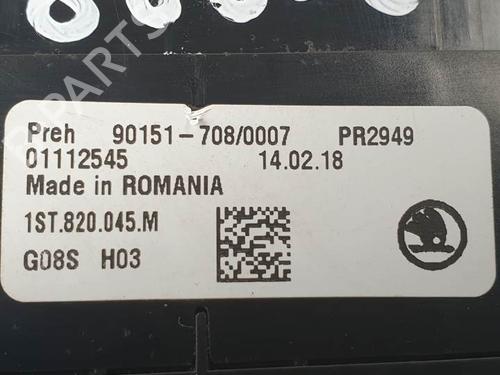 Preh 90151-708/0007 PR2949
01112545 14.02.18
Made in ROMANIA
1ST.820.045.M
G08S H03